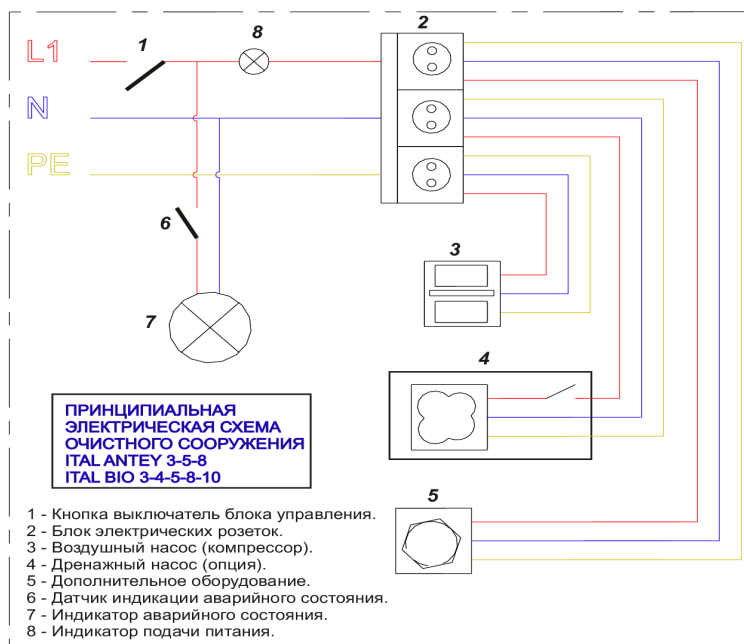 2
1
8
L1
N
PE
6
3
7
4
ПРИНЦИПИАЛЬНАЯ
ЭЛЕКТРИЧЕСКАЯ СХЕМА
ОЧИСТНОГО СООРУЖЕНИЯ
ITAL ANTEY 3-5-8
ITAL BIO 3-4-5-8-10
5
1 - Кнопка выключатель блока управления.
2 - Блок электрических розеток.
3 - Воздушный насос (компрессор).
4 - Дренажный насос (опция).
5 - Дополнительное оборудование.
6 - Датчик индикации аварийного состояния.
7 - Индикатор аварийного состояния.
8 - Индикатор подачи питания.